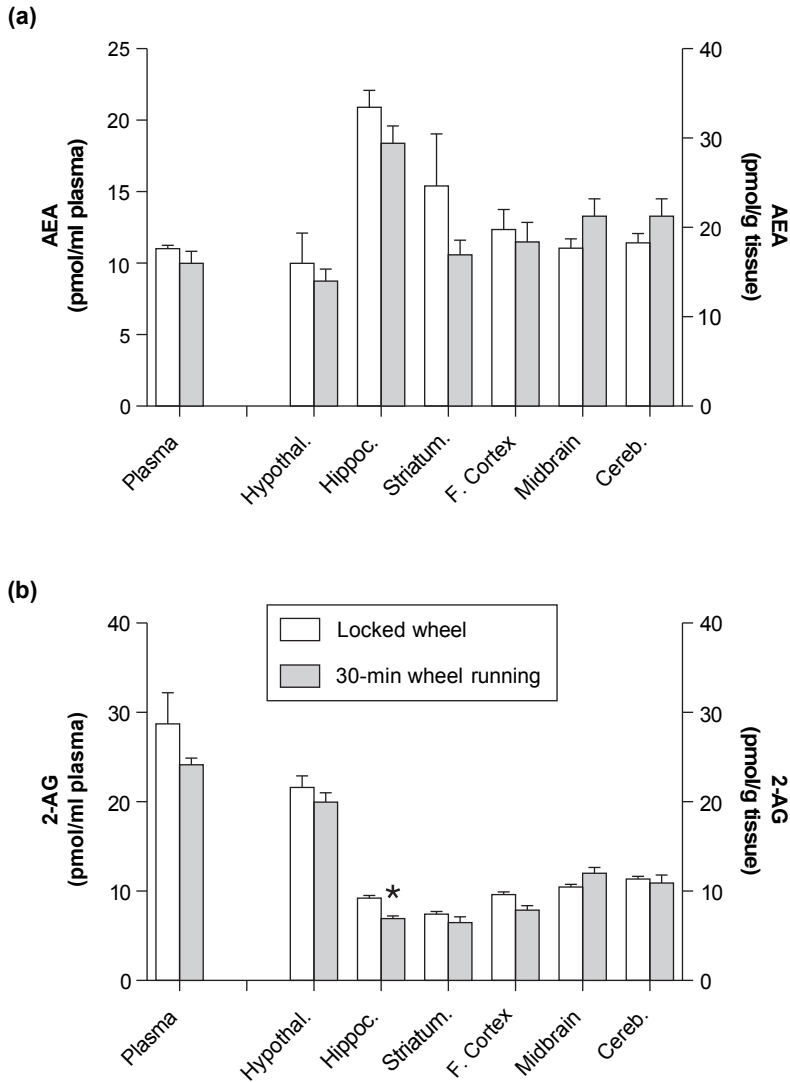 (a)
25
20
15
10
5
0
AEA
(pmol/ml plasma)
40
30
20
10
0
AEA
(pmol/g tissue)
Plasma
Hypothal.
Hippoc.
Striatum.
F. Cortex
Midbrain
Cereb.
(b)
Locked wheel
30-min wheel running
40
30
20
10
0
2-AG
(pmol/ml plasma)
*
40
30
20
10
0
2-AG
(pmol/g tissue)
Plasma
Hypothal.
Hippoc.
Striatum.
F. Cortex
Midbrain
Cereb.